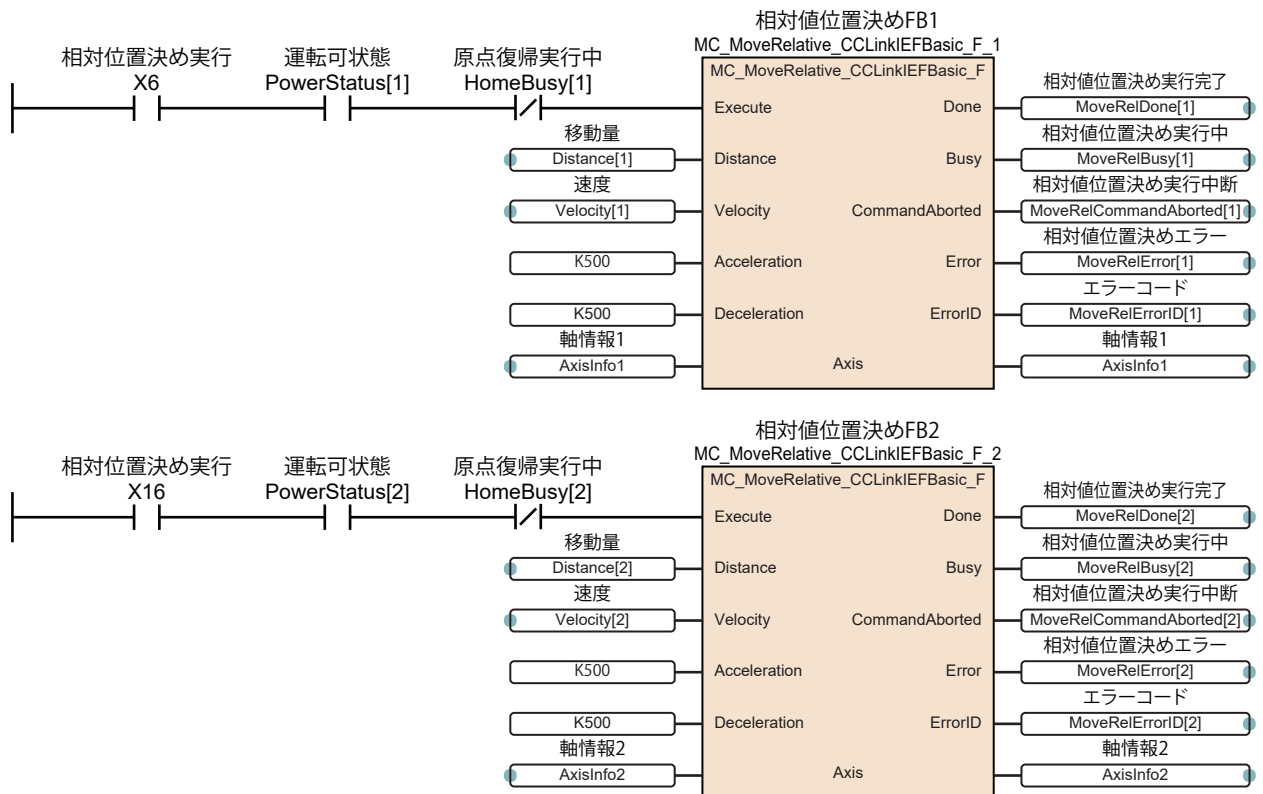 相対値位置決めFB1
MC_MoveRelative_CCLinkIEFBasic_F_1
相対位置決め実行 運転可状態 原点復帰実行中
X6 PowerStatus[1] HomeBusy[1]
MC_MoveRelative_CCLinkIEFBasic_F
相対値位置決め実行完了
Execute Done MoveRelDone[1]
移動量 相対値位置決め実行中
Distance[1] Distance Busy MoveRelBusy[1]
速度 相対値位置決め実行中断
Velocity[1] Velocity CommandAborted MoveRelCommandAborted[1]
相対値位置決めエラー
K500 Acceleration Error MoveRelError[1]
エラーコード
K500 Deceleration ErrorID MoveRelErrorID[1]
軸情報1 軸情報1
AxisInfo1 Axis AxisInfo1
相対値位置決めFB2
MC_MoveRelative_CCLinkIEFBasic_F_2
相対位置決め実行 運転可状態 原点復帰実行中
X16 PowerStatus[2] HomeBusy[2]
MC_MoveRelative_CCLinkIEFBasic_F
相対値位置決め実行完了
Execute Done MoveRelDone[2]
移動量 相対値位置決め実行中
Distance[2] Distance Busy MoveRelBusy[2]
速度 相対値位置決め実行中断
Velocity[2] Velocity CommandAborted MoveRelCommandAborted[2]
相対値位置決めエラー
K500 Acceleration Error MoveRelError[2]
エラーコード
K500 Deceleration ErrorID MoveRelErrorID[2]
軸情報2 軸情報2
AxisInfo2 Axis AxisInfo2